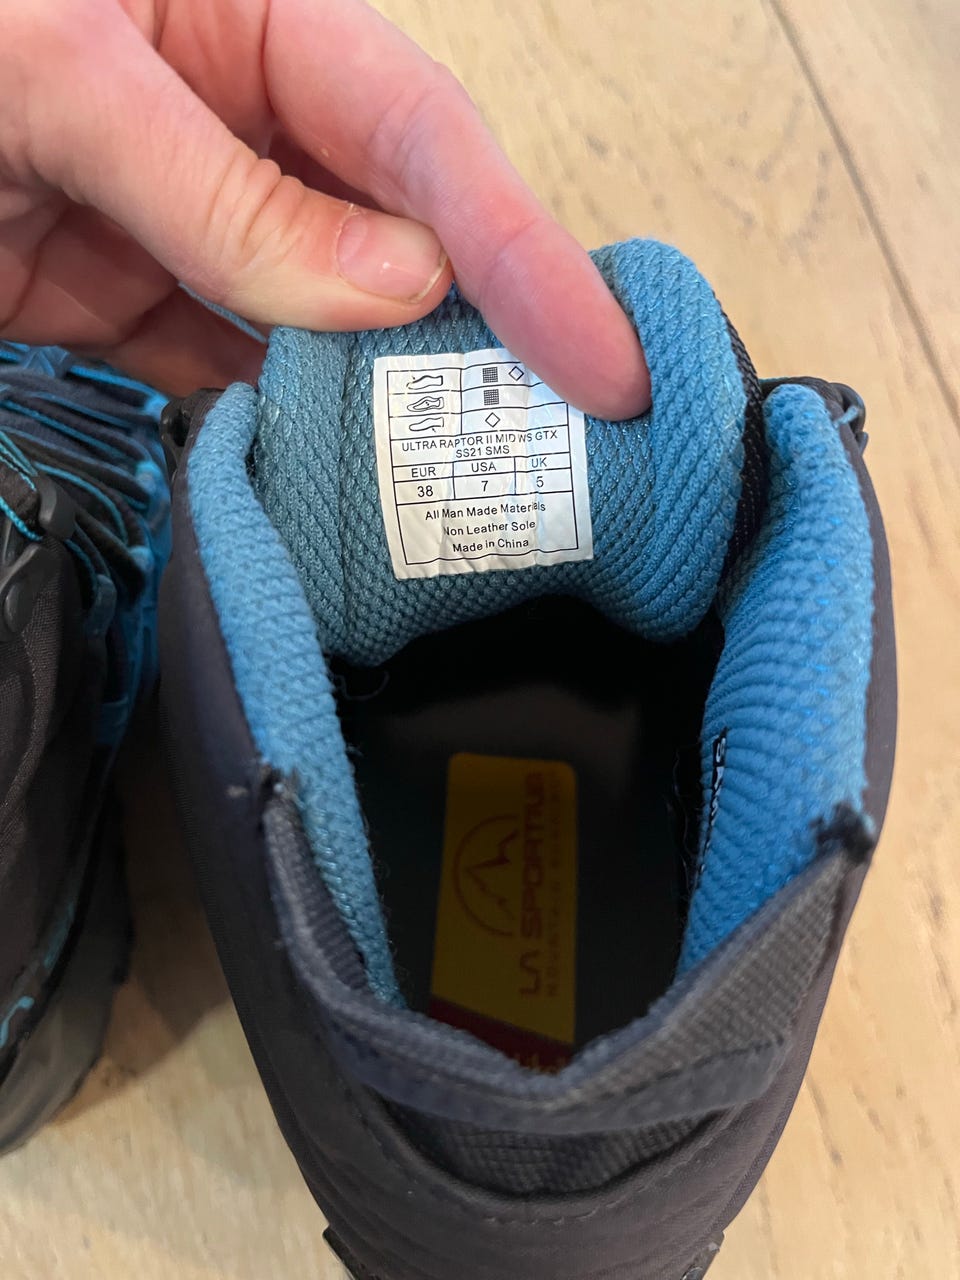 ULTRA RAPTOR II MID WS GTX
SS21 SMS
EUR USA UK
38 7 5
All Man Made Materials
Non Leather Sole
Made in China
LA SPORTIVA